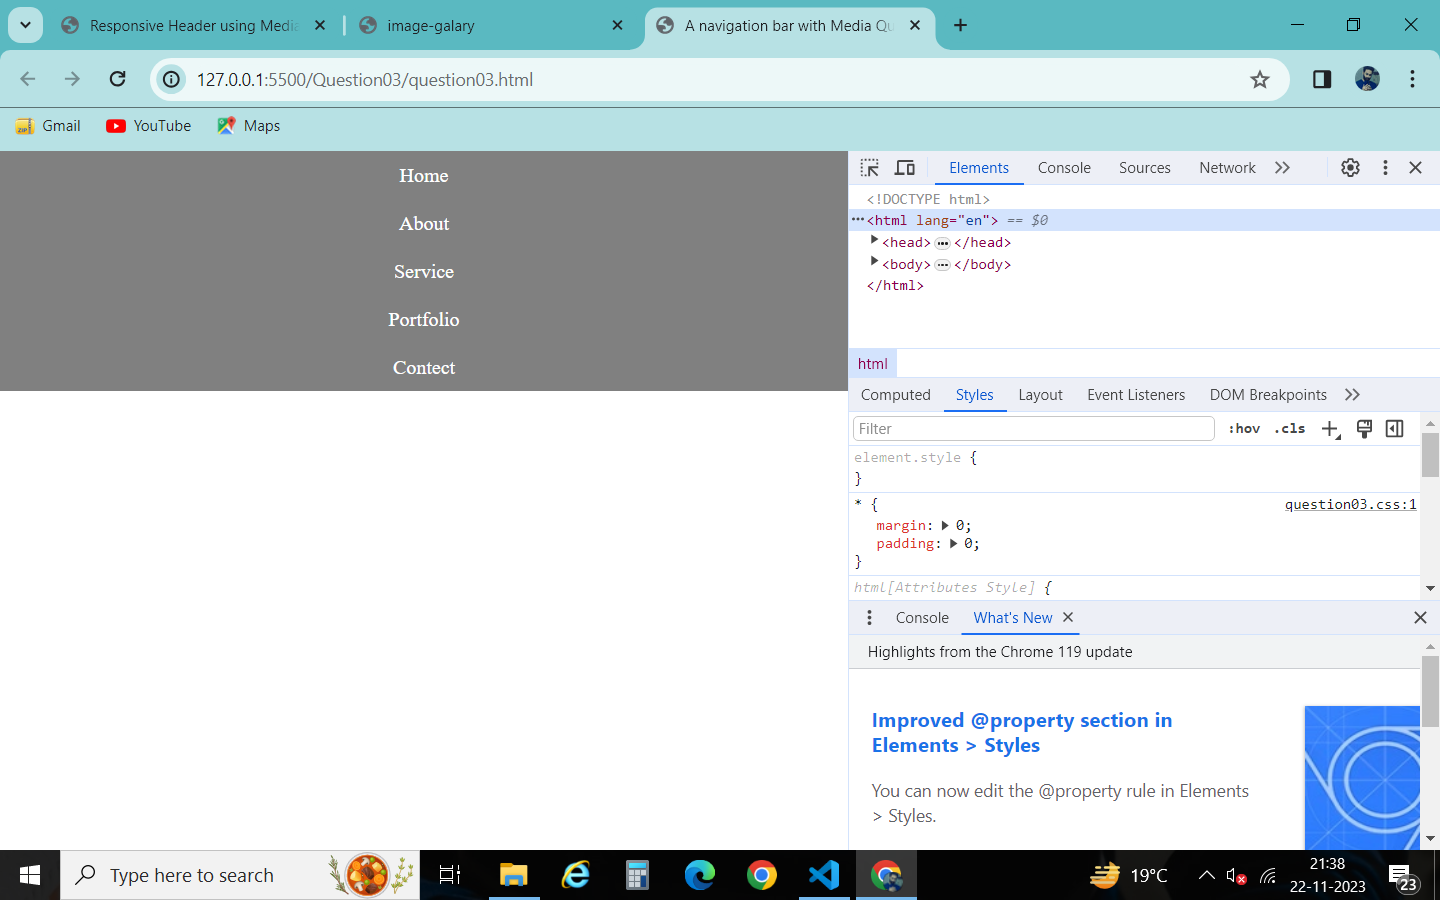 Responsive Header using Media
image-galary
A navigation bar with Media Qu
127.0.0.1:5500/Question03/question03.html
Gmail
YouTube
Maps
Home
About
Service
Portfolio
Contect
Elements
Console
Sources
Network
<!DOCTYPE html>
<html lang="en"> == $0
<head> ••• </head>
<body> ••• </body>
</html>
html
Computed
Styles
Layout
Event Listeners
DOM Breakpoints
Filter
:hov
.cls
element.style {
}
* {
question03.css:1
margin: 0;
padding: 0;
}
html[Attributes Style] {
Console
What's New
Highlights from the Chrome 119 update
Improved @property section in
Elements > Styles
You can now edit the @property rule in Elements
> Styles.
Type here to search
19°C
21:38
22-11-2023
23